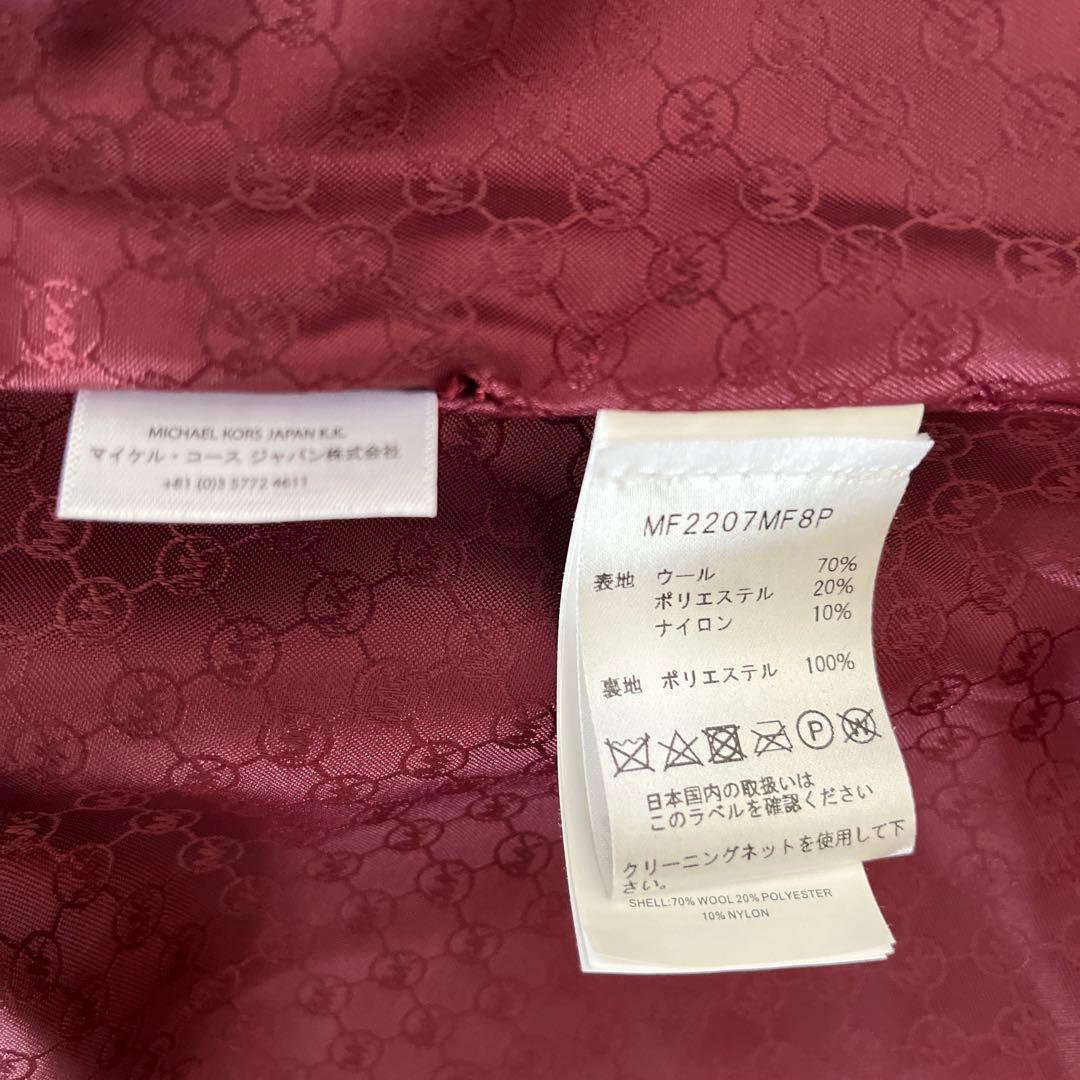 MICHAEL KORS JAPAN K.K.
マイケル・コース ジャパン株式会社
+81 (0)3 5772 4611
MF2207MF8P
表地 ウール 70%
ポリエステル 20%
ナイロン 10%
裏地 ポリエステル 100%
P W
日本国内の取扱いは
このラベルを確認ください
クリーニングネットを使用して下
さい。
SHELL:70% WOOL 20% POLYESTER
10% NYLON